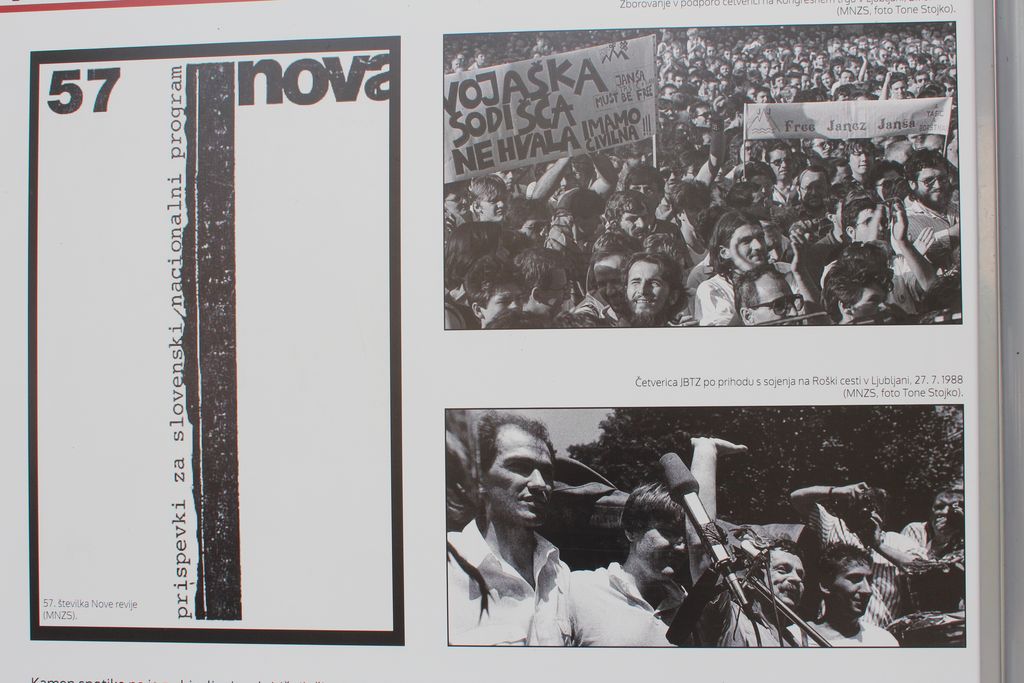 57
nova
prispevki za slovenski nacionalni program
57. številka Nove revije
(MNZS).
(MNZS, foto Tone Stojko).
VOJAŠKA
SODIŠČA
NE HVALA
IMAMO
CIVILNA !!!
JANŠA
MUST BE FREE
Free Janez Janša
Četverica JBTZ po prihodu s sojenja na Roški cesti v Ljubljani, 27. 7. 1988
(MNZS, foto Tone Stojko).